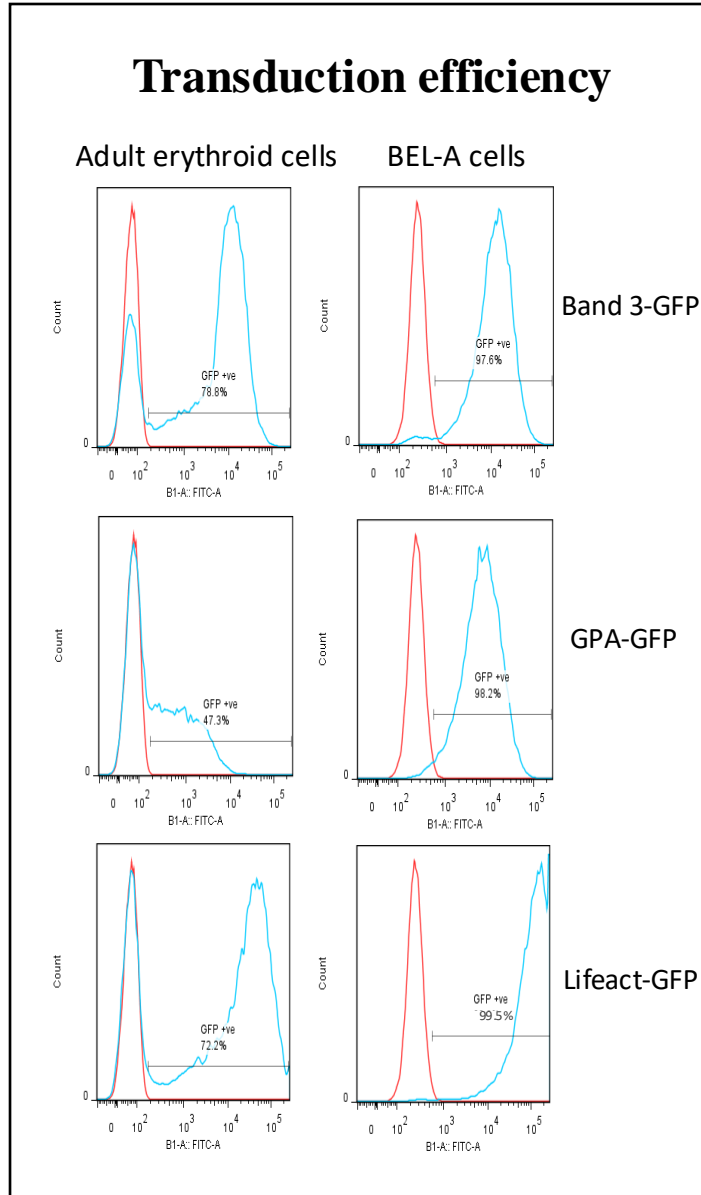 Transduction efficiency
Adult erythroid cells
BEL-A cells
Count
GFP +ve
78.8%
0
0 10^2 10^3 10^4 10^5
B1-A:: FITC-A
Count
GFP +ve
97.6%
0
0 10^2 10^3 10^4 10^5
B1-A:: FITC-A
Band 3-GFP
Count
GFP +ve
47.3%
0
0 10^2 10^3 10^4 10^5
B1-A:: FITC-A
Count
GFP +ve
98.2%
0
0 10^2 10^3 10^4 10^5
B1-A:: FITC-A
GPA-GFP
Count
GFP +ve
72.2%
0
0 10^2 10^3 10^4 10^5
B1-A:: FITC-A
Count
GFP +ve
99.5%
0
0 10^2 10^3 10^4 10^5
B1-A:: FITC-A
Lifeact-GFP